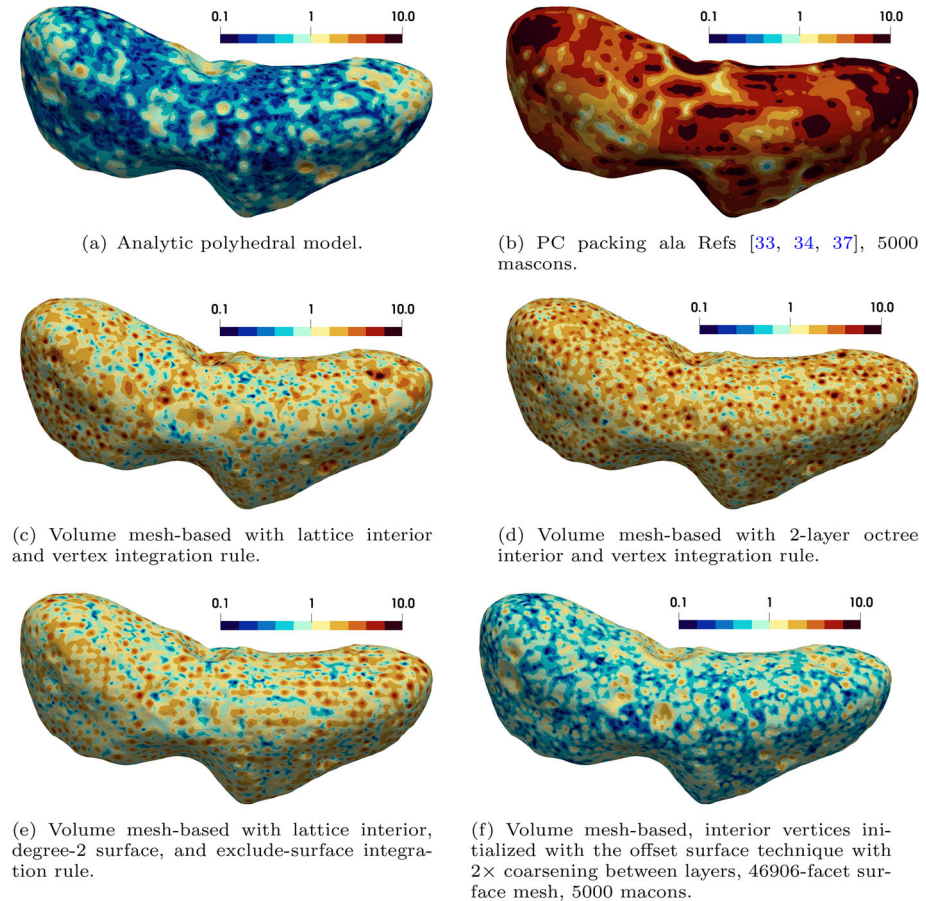 0.1 1 10.0
0.1 1 10.0
(a) Analytic polyhedral model.
(b) PC packing ala Refs [33, 34, 37], 5000
mascons.
0.1 1 10.0
0.1 1 10.0
(c) Volume mesh-based with lattice interior
and vertex integration rule.
(d) Volume mesh-based with 2-layer octree
interior and vertex integration rule.
0.1 1 10.0
0.1 1 10.0
(e) Volume mesh-based with lattice interior,
degree-2 surface, and exclude-surface integra-
tion rule.
(f) Volume mesh-based, interior vertices ini-
tialized with the offset surface technique with
2× coarsening between layers, 46906-facet sur-
face mesh, 5000 macons.